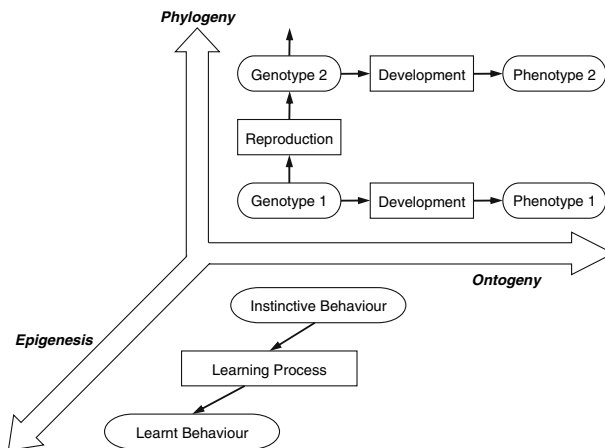 Phylogeny
Genotype 2
Development
Phenotype 2
Reproduction
Genotype 1
Development
Phenotype 1
Ontogeny
Instinctive Behaviour
Epigenesis
Learning Process
Learnt Behaviour